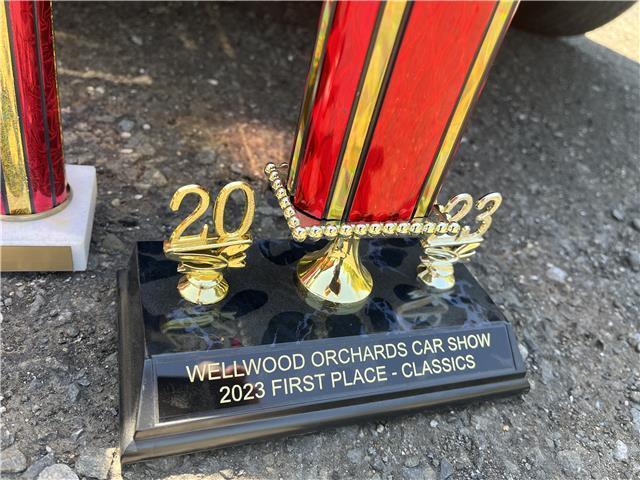 20 23
WELLWOOD ORCHARDS CAR SHOW
2023 FIRST PLACE - CLASSICS